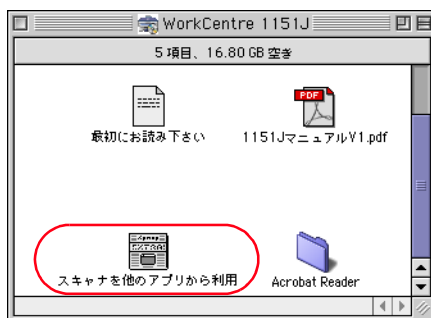 WorkCentre 1151J
5 項目、16.80 GB 空き
PDF
最初にお読み下さい
1151JマニュアルV1.pdf
EXTRA!
スキャナを他のアプリから利用
Acrobat Reader